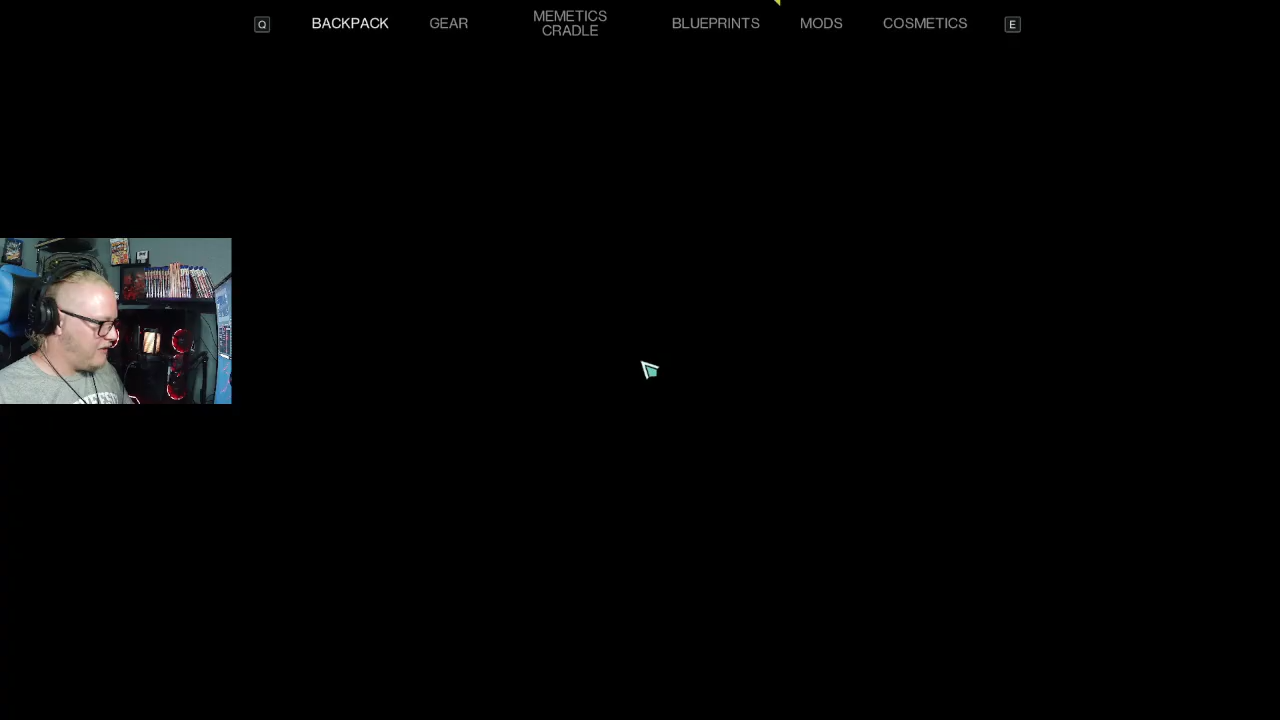 Q
BACKPACK
GEAR
MEMETICS
CRADLE
BLUEPRINTS
MODS
COSMETICS
E